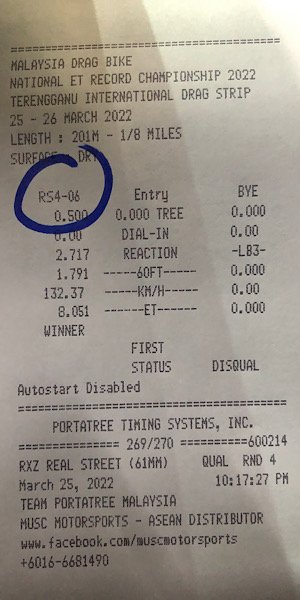 ====================================
MALAYSIA DRAG BIKE
NATIONAL ET RECORD CHAMPIONSHIP 2022
TERENGGANU INTERNATIONAL DRAG STRIP
25 - 26 MARCH 2022
LENGTH : 201M - 1/8 MILES
SURFACE : DRY
RS4-06 Entry BYE
0.500 0.000 TREE 0.000
0.00 DIAL-IN 0.00
2.717 REACTION -LB3-
1.791 ------60FT------ 0.000
132.37 ------KM/H------ 0.00
8.051 -------ET------- 0.000
WINNER
FIRST
STATUS DISQUAL
Autostart Disabled
====================================
PORTATREE TIMING SYSTEMS, INC.
=============== 269/270 ==========600214
RXZ REAL STREET (61MM) QUAL RND 4
March 25, 2022 10:17:27 PM
TEAM PORTATREE MALAYSIA
MUSC MOTORSPORTS - ASEAN DISTRIBUTOR
www.facebook.com/muscmotorsports
+6016-6681490